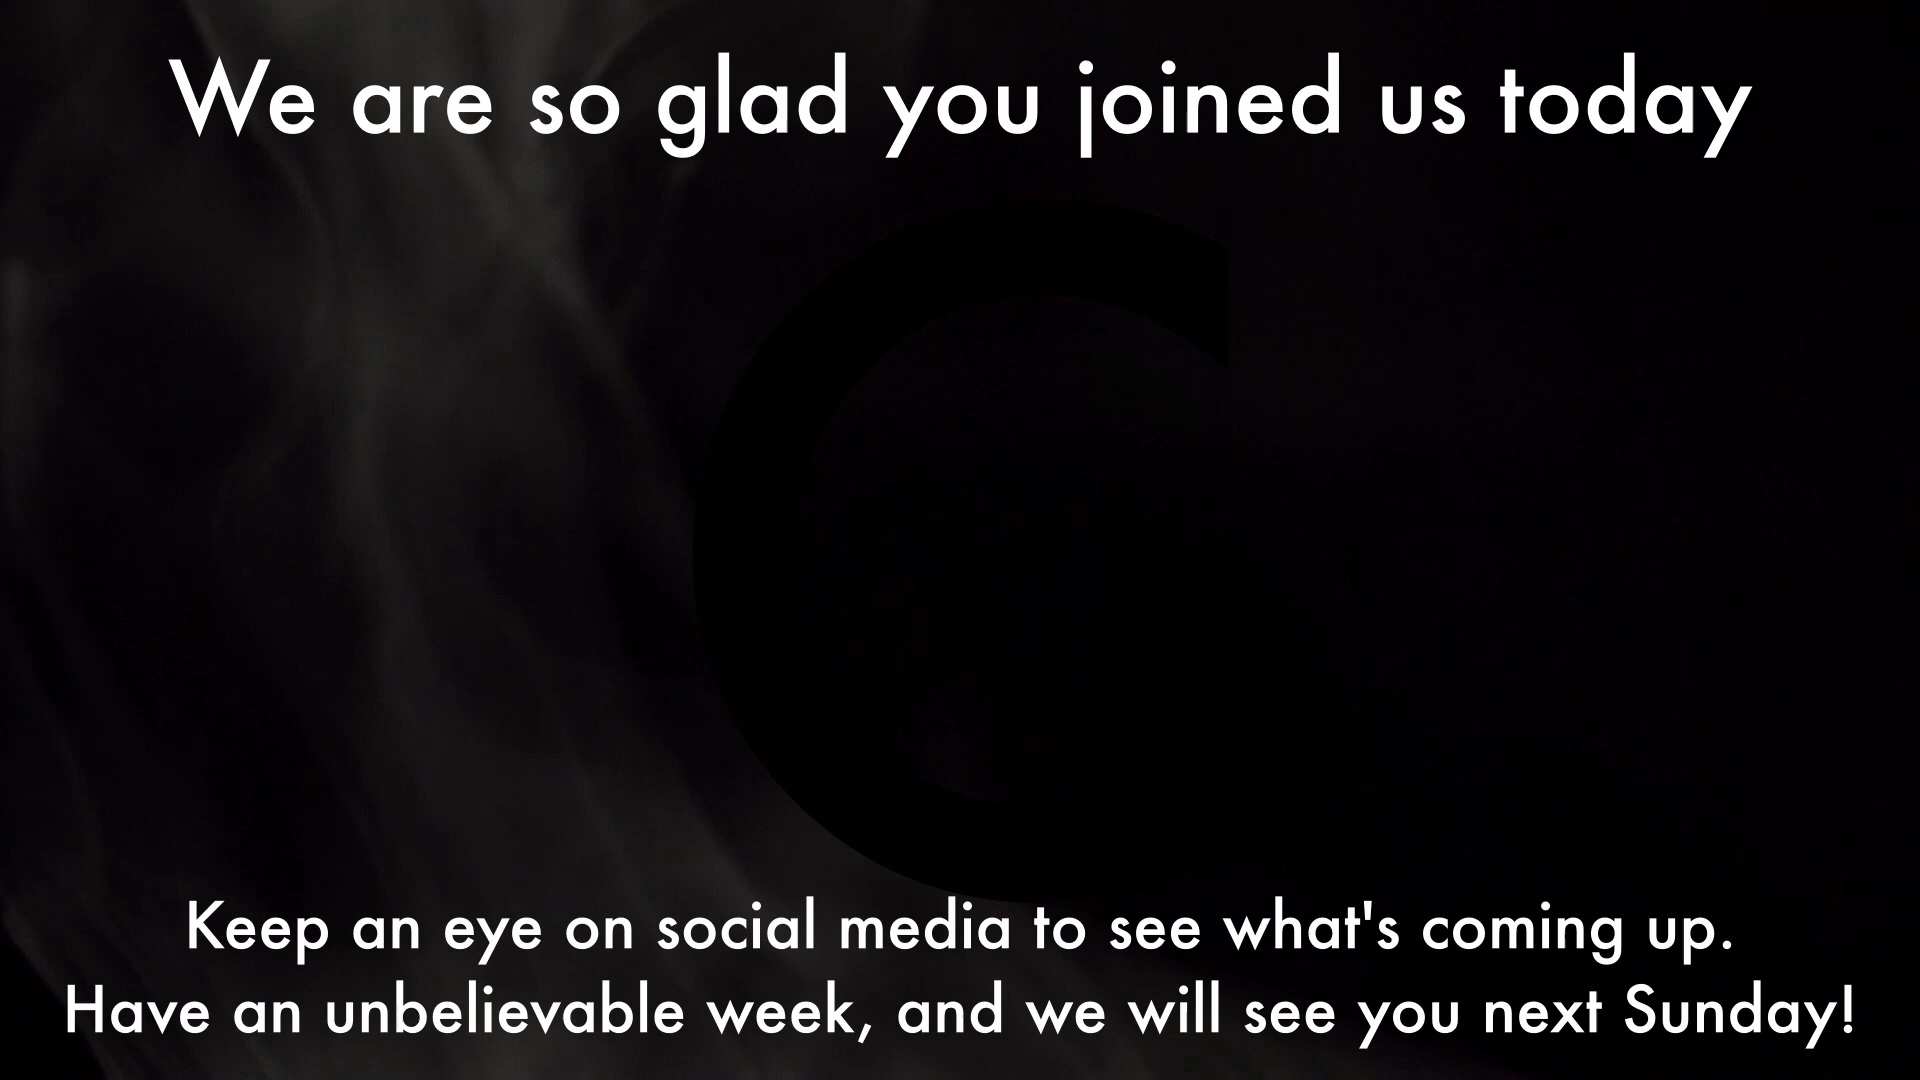 We are so glad you joined us today
C
Keep an eye on social media to see what's coming up.
Have an unbelievable week, and we will see you next Sunday!